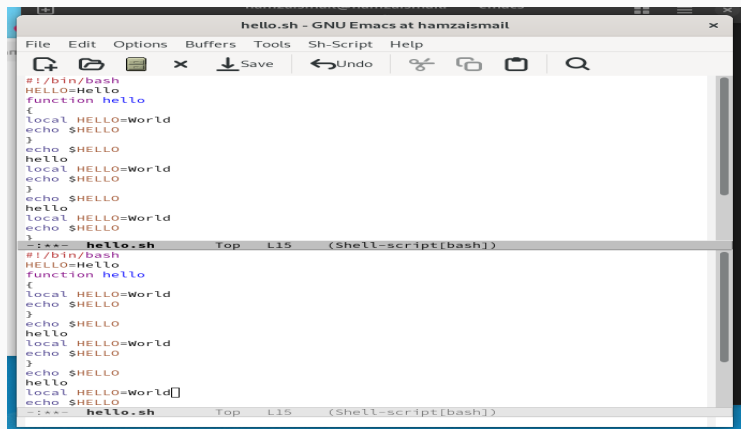 hello.sh - GNU Emacs at hamzaismail
File Edit Options Buffers Tools Sh-Script Help
Save Undo
#!/bin/bash
HELLO=Hello
function hello
{
local HELLO=World
echo $HELLO
}
echo $HELLO
hello
local HELLO=World
echo $HELLO
}
echo $HELLO
hello
local HELLO=World
echo $HELLO
}
-:**- hello.sh Top L15 (Shell-script[bash])
#!/bin/bash
HELLO=Hello
function hello
{
local HELLO=World
echo $HELLO
}
echo $HELLO
hello
local HELLO=World
echo $HELLO
}
echo $HELLO
hello
local HELLO=World
echo $HELLO
-:**- hello.sh Top L15 (Shell-script[bash])